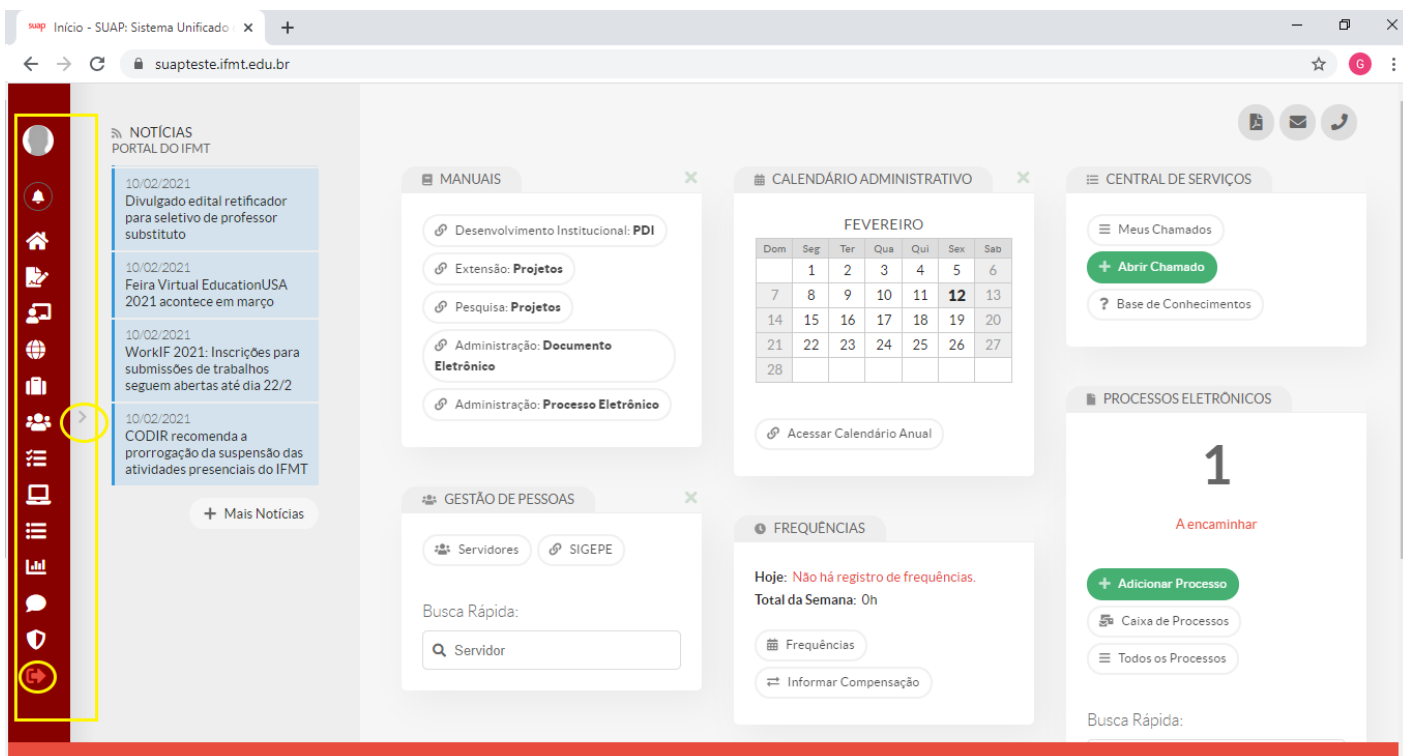 suap Início - SUAP: Sistema Unificado
suapteste.ifmt.edu.br
G
NOTÍCIAS
PORTAL DO IFMT
10/02/2021
Divulgado edital retificador
para seletivo de professor
substituto
10/02/2021
Feira Virtual EducationUSA
2021 acontece em março
10/02/2021
WorkIF 2021: Inscrições para
submissões de trabalhos
seguem abertas até dia 22/2
10/02/2021
CODIR recomenda a
prorrogação da suspensão das
atividades presenciais do IFMT
+ Mais Notícias
MANUAIS
Desenvolvimento Institucional: PDI
Extensão: Projetos
Pesquisa: Projetos
Administração: Documento
Eletrônico
Administração: Processo Eletrônico
GESTÃO DE PESSOAS
Servidores
SIGEPE
Busca Rápida:
Servidor
CALENDÁRIO ADMINISTRATIVO
FEVEREIRO
Dom Seg Ter Qua Qui Sex Sab
1 2 3 4 5 6
7 8 9 10 11 12 13
14 15 16 17 18 19 20
21 22 23 24 25 26 27
28
Acessar Calendário Anual
FREQUÊNCIAS
Hoje: Não há registro de frequências.
Total da Semana: 0h
Frequências
Informar Compensação
CENTRAL DE SERVIÇOS
Meus Chamados
+ Abrir Chamado
? Base de Conhecimentos
PROCESSOS ELETRÔNICOS
1
A encaminhar
+ Adicionar Processo
Caixa de Processos
Todos os Processos
Busca Rápida: